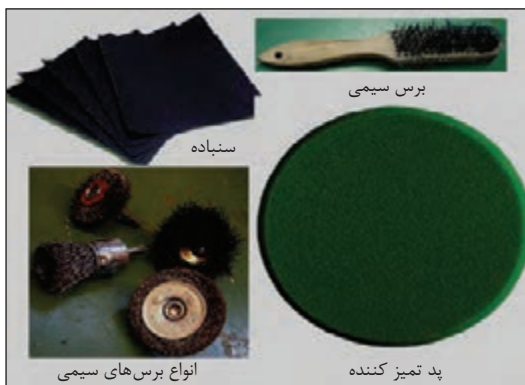 برس سیمی
سنباده
انواع برس‌های سیمی
پد تمیز کننده